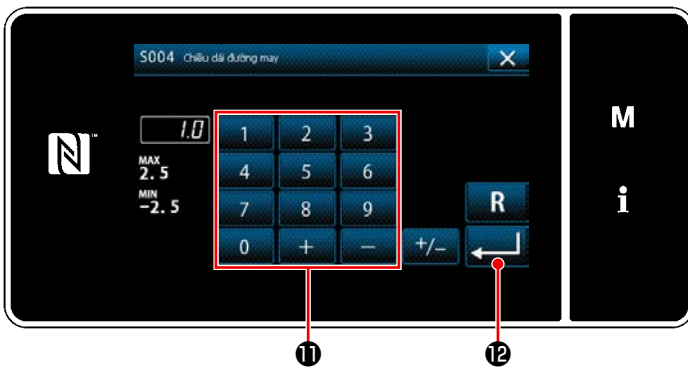 S004 Chiều dài đường may
1.0
MAX
2.5
MIN
-2.5
1 2 3
4 5 6
7 8 9
0 + − +/−
R
M
i
N™
⓫ ⓬